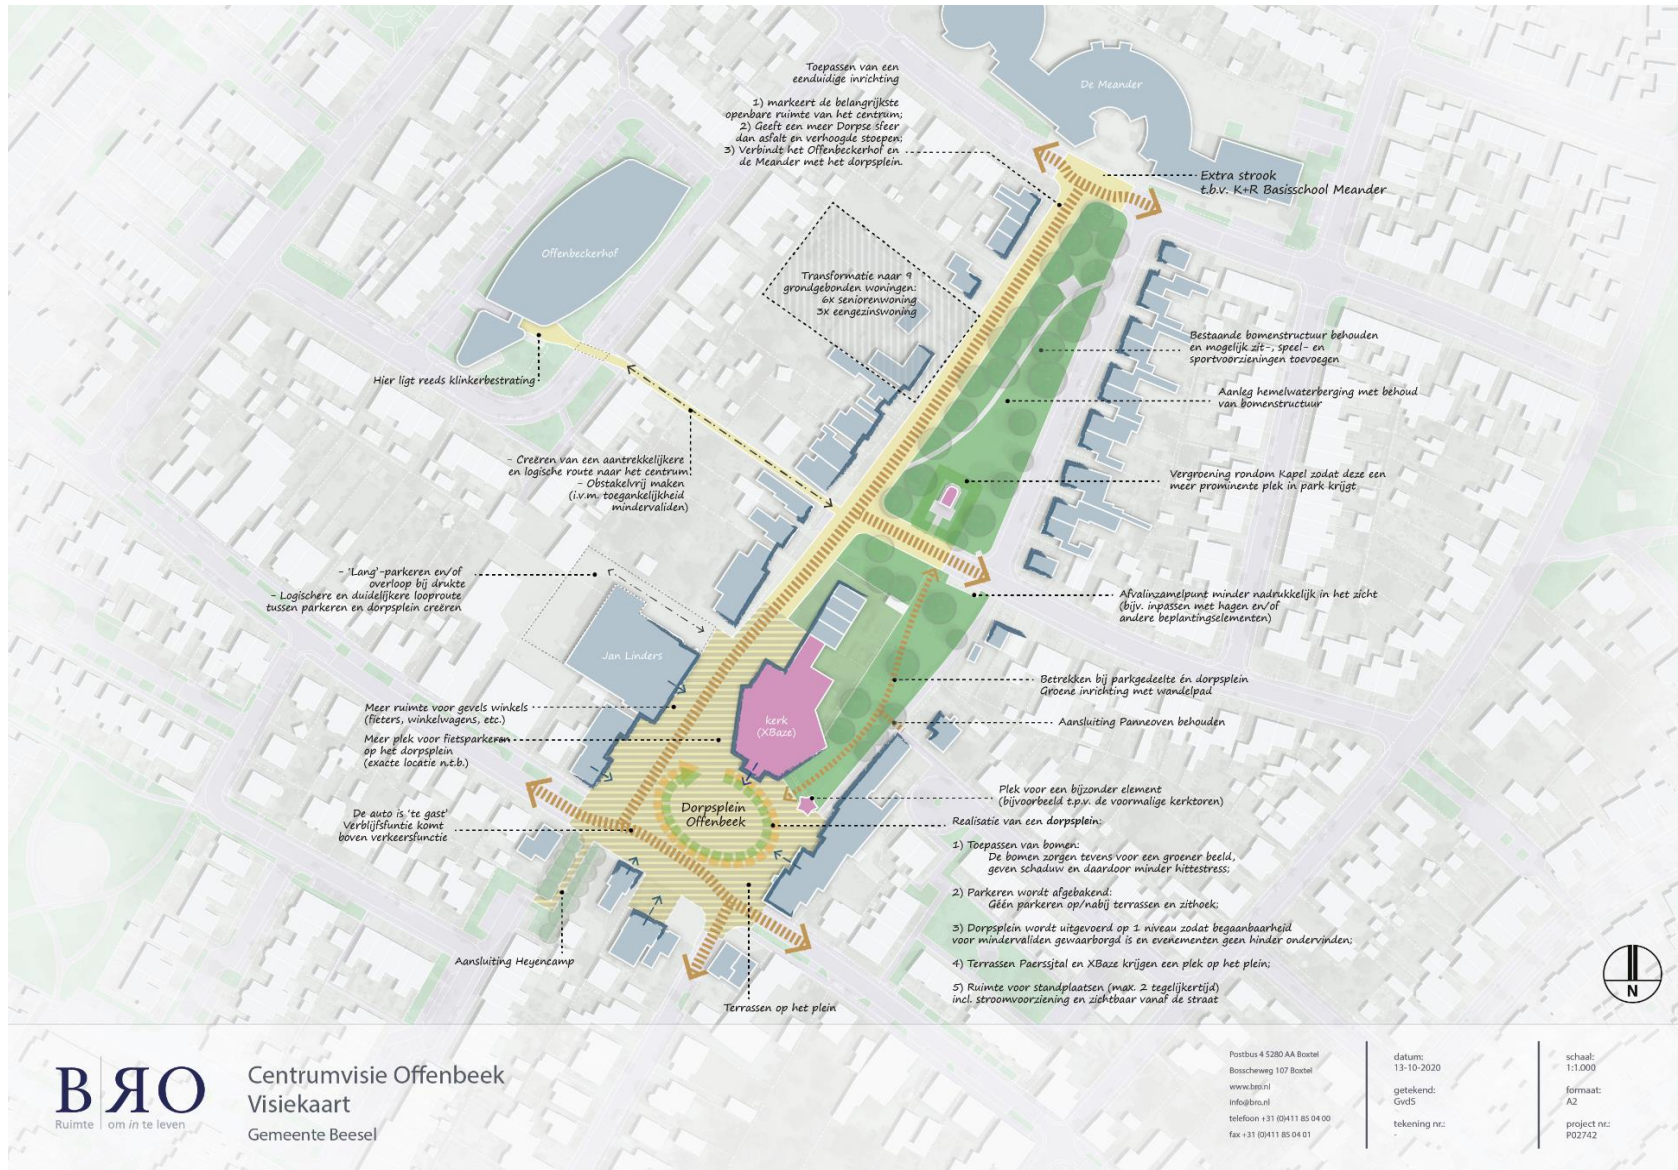 Toepassen van een
eenduidige inrichting
1) markeert de belangrijkste
openbare ruimte van het centrum;
2) Geeft een meer Dorpse sfeer
dan asfalt en verhoogde stoepen;
3) Verbindt het Offenbeckerhof en
de Meander met het dorpsplein.
De Meander
Extra strook
t.b.v. K+R Basisschool Meander
Offenbeckerhof
Transformatie naar 9
grondgebonden woningen:
6x seniorenwoning
3x eengezinswoning
Bestaande bomenstructuur behouden
en mogelijk zit-, speel- en
sportvoorzieningen toevoegen
Hier ligt reeds klinkerbestrating
Aanleg hemelwaterberging met behoud
van bomenstructuur
- Creëren van een aantrekkelijkere
en logische route naar het centrum
- Obstakelvrij maken
(i.v.m. toegankelijkheid
mindervaliden)
Vergroening rondom Kapel zodat deze een
meer prominente plek in park krijgt
- 'Lang'-parkeren en/of
overloop bij drukte
- Logischere en duidelijkere looproute
tussen parkeren en dorpsplein creëren
Afvalinzamelpunt minder nadrukkelijk in het zicht
(bijv. inpassen met hagen en/of
andere beplantingselementen)
Jan Linders
Betrekken bij parkgedeelte én dorpsplein
Groene inrichting met wandelpad
Meer ruimte voor gevels winkels
(fieters, winkelwagens, etc.)
kerk
(XBaze)
Aansluiting Panneoven behouden
Meer plek voor fietsparkeren
op het dorpsplein
(exacte locatie n.t.b.)
Plek voor een bijzonder element
(bijvoorbeeld t.p.v. de voormalige kerktoren)
De auto is 'te gast'
Verblijfsfuntie komt
boven verkeersfunctie
Dorpsplein
Offenbeek
Realisatie van een dorpsplein:
1) Toepassen van bomen:
De bomen zorgen tevens voor een groener beeld,
geven schaduw en daardoor minder hittestress;
2) Parkeren wordt afgebakend:
Géén parkeren op/nabij terrassen en zithoek;
3) Dorpsplein wordt uitgevoerd op 1 niveau zodat begaanbaarheid
voor mindervaliden gewaarborgd is en evenementen geen hinder ondervinden;
4) Terrassen Paerssjtal en XBaze krijgen een plek op het plein;
5) Ruimte voor standplaatsen (max. 2 tegelijkertijd)
incl. stroomvoorziening en zichtbaar vanaf de straat
Aansluiting Heyencamp
Terrassen op het plein
N
BRO
Ruimte om in te leven
Centrumvisie Offenbeek
Visiekaart
Gemeente Beesel
Postbus 4 5280 AA Boxtel
Bosscheweg 107 Boxtel
www.bro.nl
info@bro.nl
telefoon +31 (0)411 85 04 00
fax +31 (0)411 85 04 01
datum:
13-10-2020
getekend:
GvdS
tekening nr.:
-
schaal:
1:1.000
formaat:
A2
project nr.:
P02742